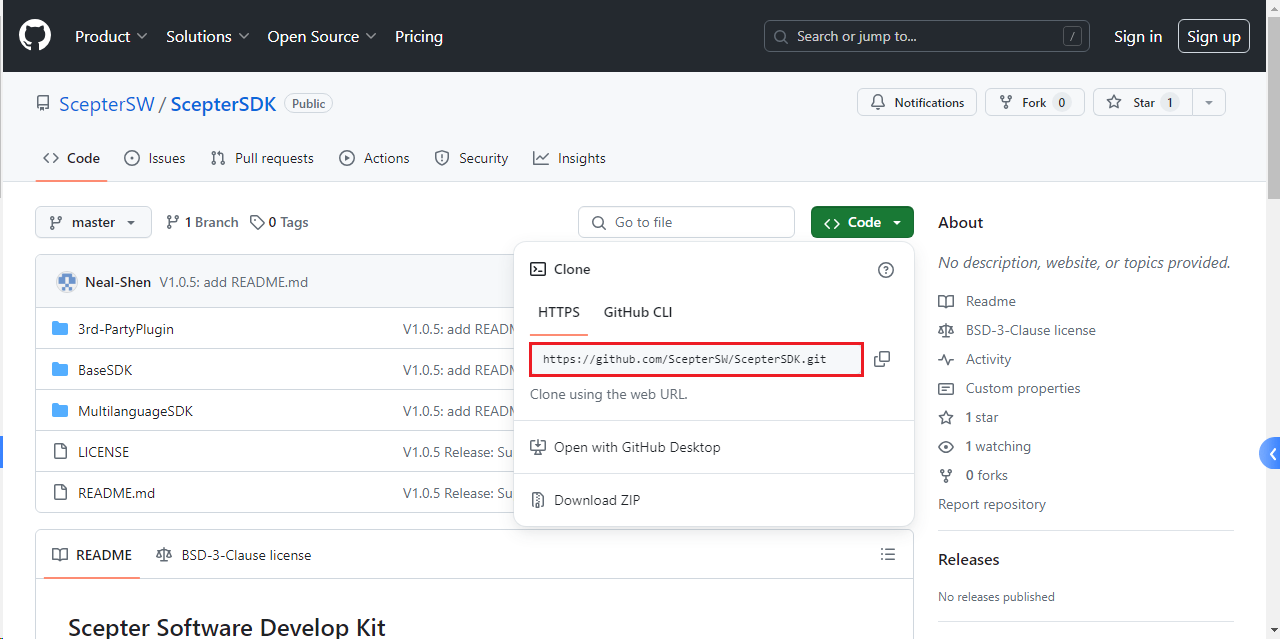 Product Solutions Open Source Pricing Search or jump to... / Sign in Sign up
ScepterSW / ScepterSDK Public Notifications Fork 0 Star 1
Code Issues Pull requests Actions Security Insights
master 1 Branch 0 Tags Go to file Code
Neal-Shen V1.0.5: add README.md
3rd-PartyPlugin V1.0.5: add READM
BaseSDK V1.0.5: add READM
MultilanguageSDK V1.0.5: add READM
LICENSE V1.0.5 Release: Su
README.md V1.0.5 Release: Su
Clone
HTTPS GitHub CLI
https://github.com/ScepterSW/ScepterSDK.git
Clone using the web URL.
Open with GitHub Desktop
Download ZIP
README BSD-3-Clause license
Scepter Software Develop Kit
About
No description, website, or topics provided.
Readme
BSD-3-Clause license
Activity
Custom properties
1 star
1 watching
0 forks
Report repository
Releases
No releases published